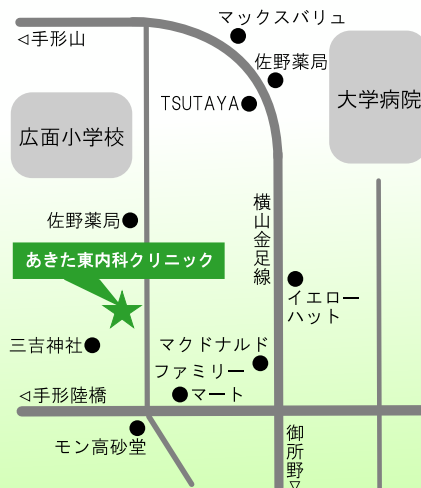 マックスバリュ
◁手形山
佐野薬局
TSUTAYA
大学病院
広面小学校
横山金足線
佐野薬局
あきた東内科クリニック
イエロー
ハット
三吉神社
マクドナルド
ファミリー
マート
◁手形陸橋
モン高砂堂
御所野